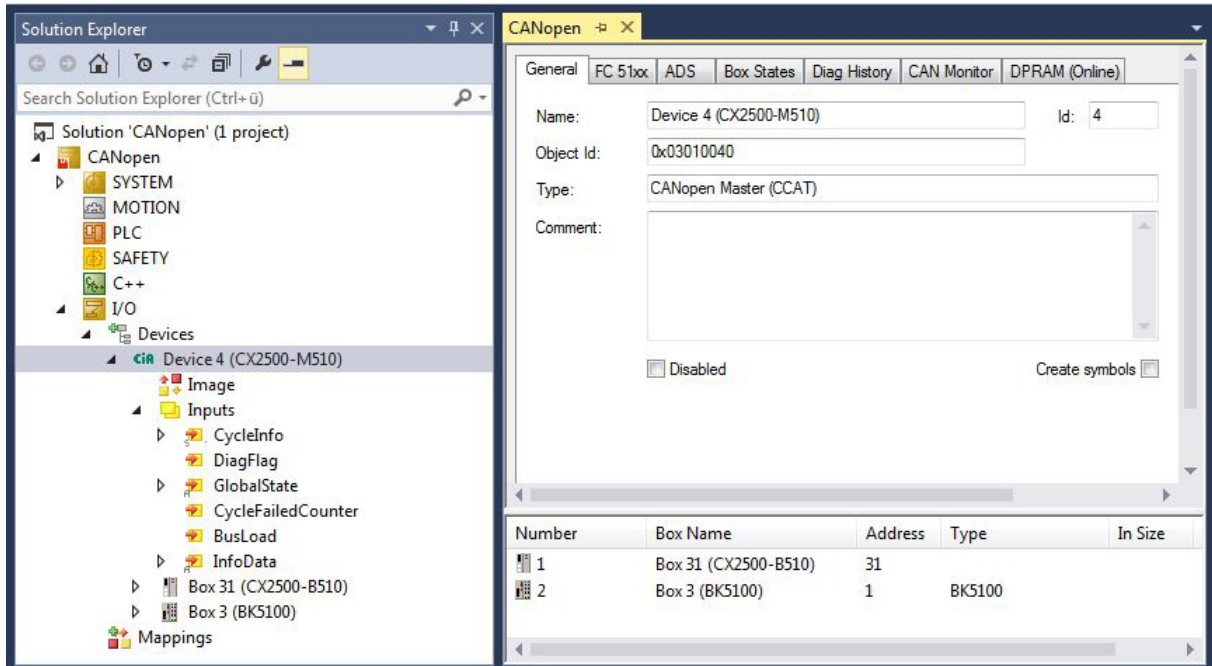 Solution Explorer
Search Solution Explorer (Ctrl+ü)
Solution 'CANopen' (1 project)
CANopen
SYSTEM
MOTION
PLC
SAFETY
C++
I/O
Devices
CiA Device 4 (CX2500-M510)
Image
Inputs
CycleInfo
DiagFlag
GlobalState
CycleFailedCounter
BusLoad
InfoData
Box 31 (CX2500-B510)
Box 3 (BK5100)
Mappings
CANopen
General FC 51xx ADS Box States Diag History CAN Monitor DPRAM (Online)
Name: Device 4 (CX2500-M510) Id: 4
Object Id: 0x03010040
Type: CANopen Master (CCAT)
Comment:
Disabled Create symbols
Number Box Name Address Type In Size
1 Box 31 (CX2500-B510) 31
2 Box 3 (BK5100) 1 BK5100